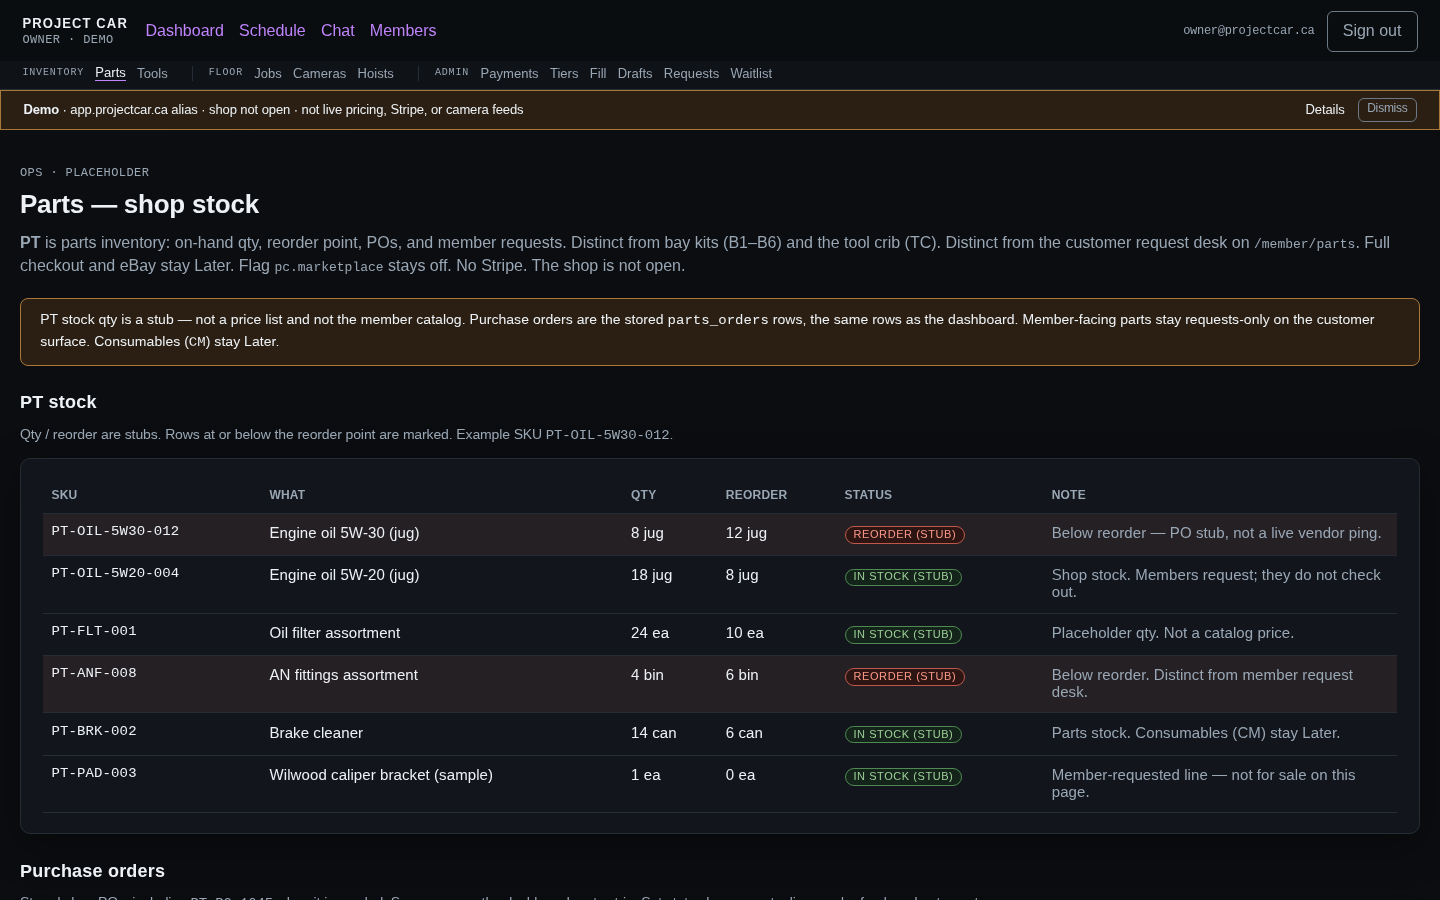 PROJECT CAR
OWNER · DEMO
Dashboard Schedule Chat Members
owner@projectcar.ca
Sign out
INVENTORY Parts Tools FLOOR Jobs Cameras Hoists ADMIN Payments Tiers Fill Drafts Requests Waitlist
Demo · app.projectcar.ca alias · shop not open · not live pricing, Stripe, or camera feeds
Details Dismiss
OPS · PLACEHOLDER
Parts — shop stock
PT is parts inventory: on-hand qty, reorder point, POs, and member requests. Distinct from bay kits (B1–B6) and the tool crib (TC). Distinct from the customer request desk on /member/parts. Full
checkout and eBay stay Later. Flag pc.marketplace stays off. No Stripe. The shop is not open.
PT stock qty is a stub — not a price list and not the member catalog. Purchase orders are the stored parts_orders rows, the same rows as the dashboard. Member-facing parts stay requests-only on the customer
surface. Consumables (CM) stay Later.
PT stock
Qty / reorder are stubs. Rows at or below the reorder point are marked. Example SKU PT-OIL-5W30-012.
SKU WHAT QTY REORDER STATUS NOTE
PT-OIL-5W30-012 Engine oil 5W-30 (jug) 8 jug 12 jug REORDER (STUB) Below reorder — PO stub, not a live vendor ping.
PT-OIL-5W20-004 Engine oil 5W-20 (jug) 18 jug 8 jug IN STOCK (STUB) Shop stock. Members request; they do not check
out.
PT-FLT-001 Oil filter assortment 24 ea 10 ea IN STOCK (STUB) Placeholder qty. Not a catalog price.
PT-ANF-008 AN fittings assortment 4 bin 6 bin REORDER (STUB) Below reorder. Distinct from member request
desk.
PT-BRK-002 Brake cleaner 14 can 6 can IN STOCK (STUB) Parts stock. Consumables (CM) stay Later.
PT-PAD-003 Wilwood caliper bracket (sample) 1 ea 0 ea IN STOCK (STUB) Member-requested line — not for sale on this
page.
Purchase orders